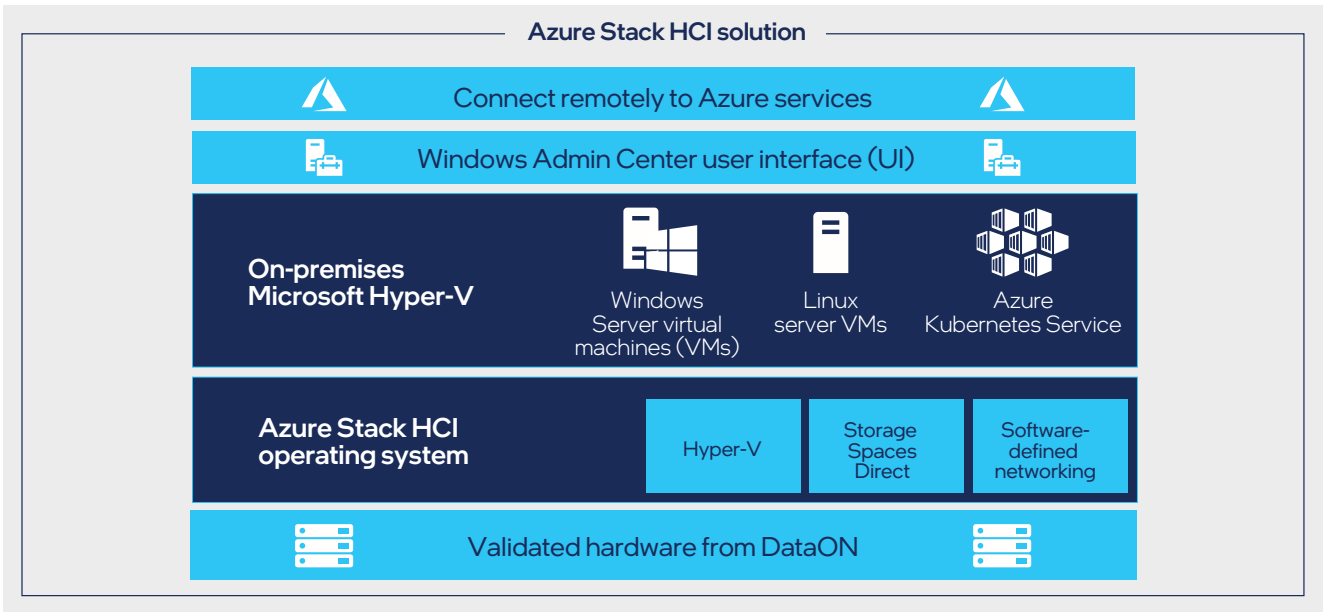 Azure Stack HCI solution
Connect remotely to Azure services
Windows Admin Center user interface (UI)
On-premises
Microsoft Hyper-V
Windows
Server virtual
machines (VMs)
Linux
server VMs
Azure
Kubernetes Service
Azure Stack HCI
operating system
Hyper-V
Storage
Spaces
Direct
Software-
defined
networking
Validated hardware from DataON